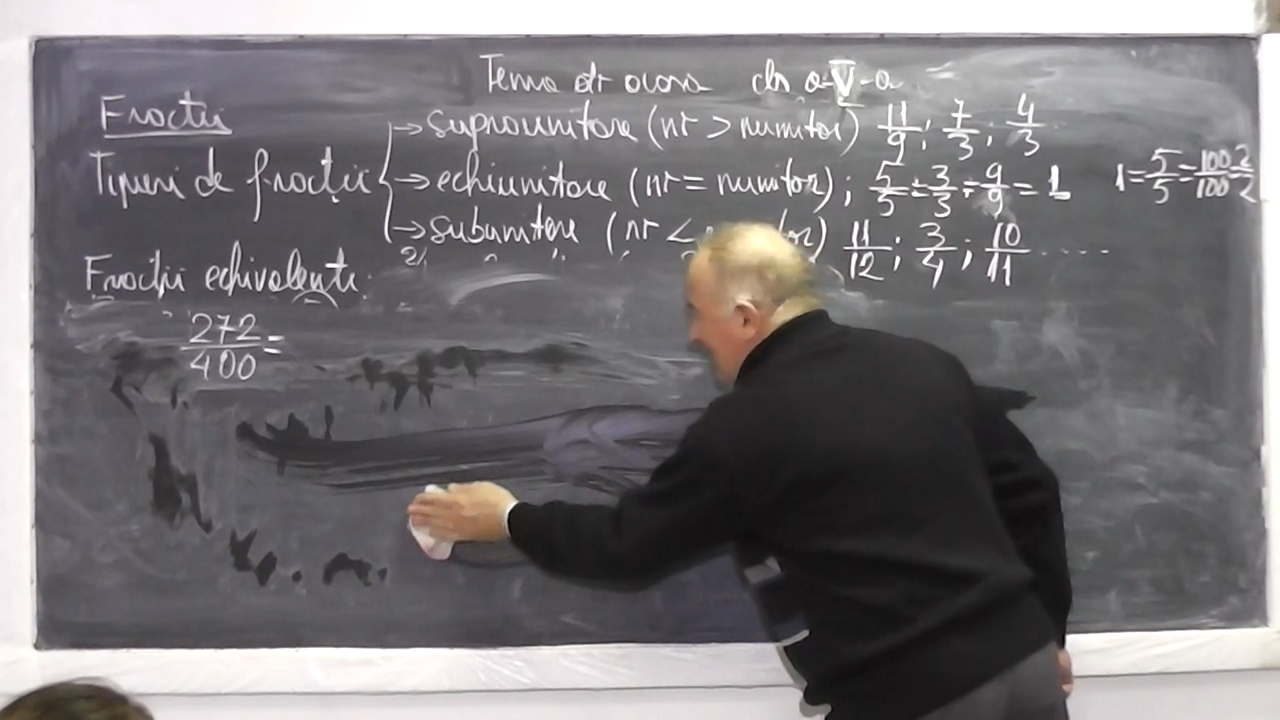 Tema de acasa cls a-V-a
Fractii
Tipuri de fractii
→ supraunitare (nr > numitor) 11/9; 7/3; 4/3
→ echiunitare (nr = numitor); 5/5 = 3/3 = 9/9 = 1
1 = 5/5 = 100/100 = 2/2
→ subunitare (nr < 11/12; 3/4; 10/11 ....
Fracții echivalente:
272/400 =